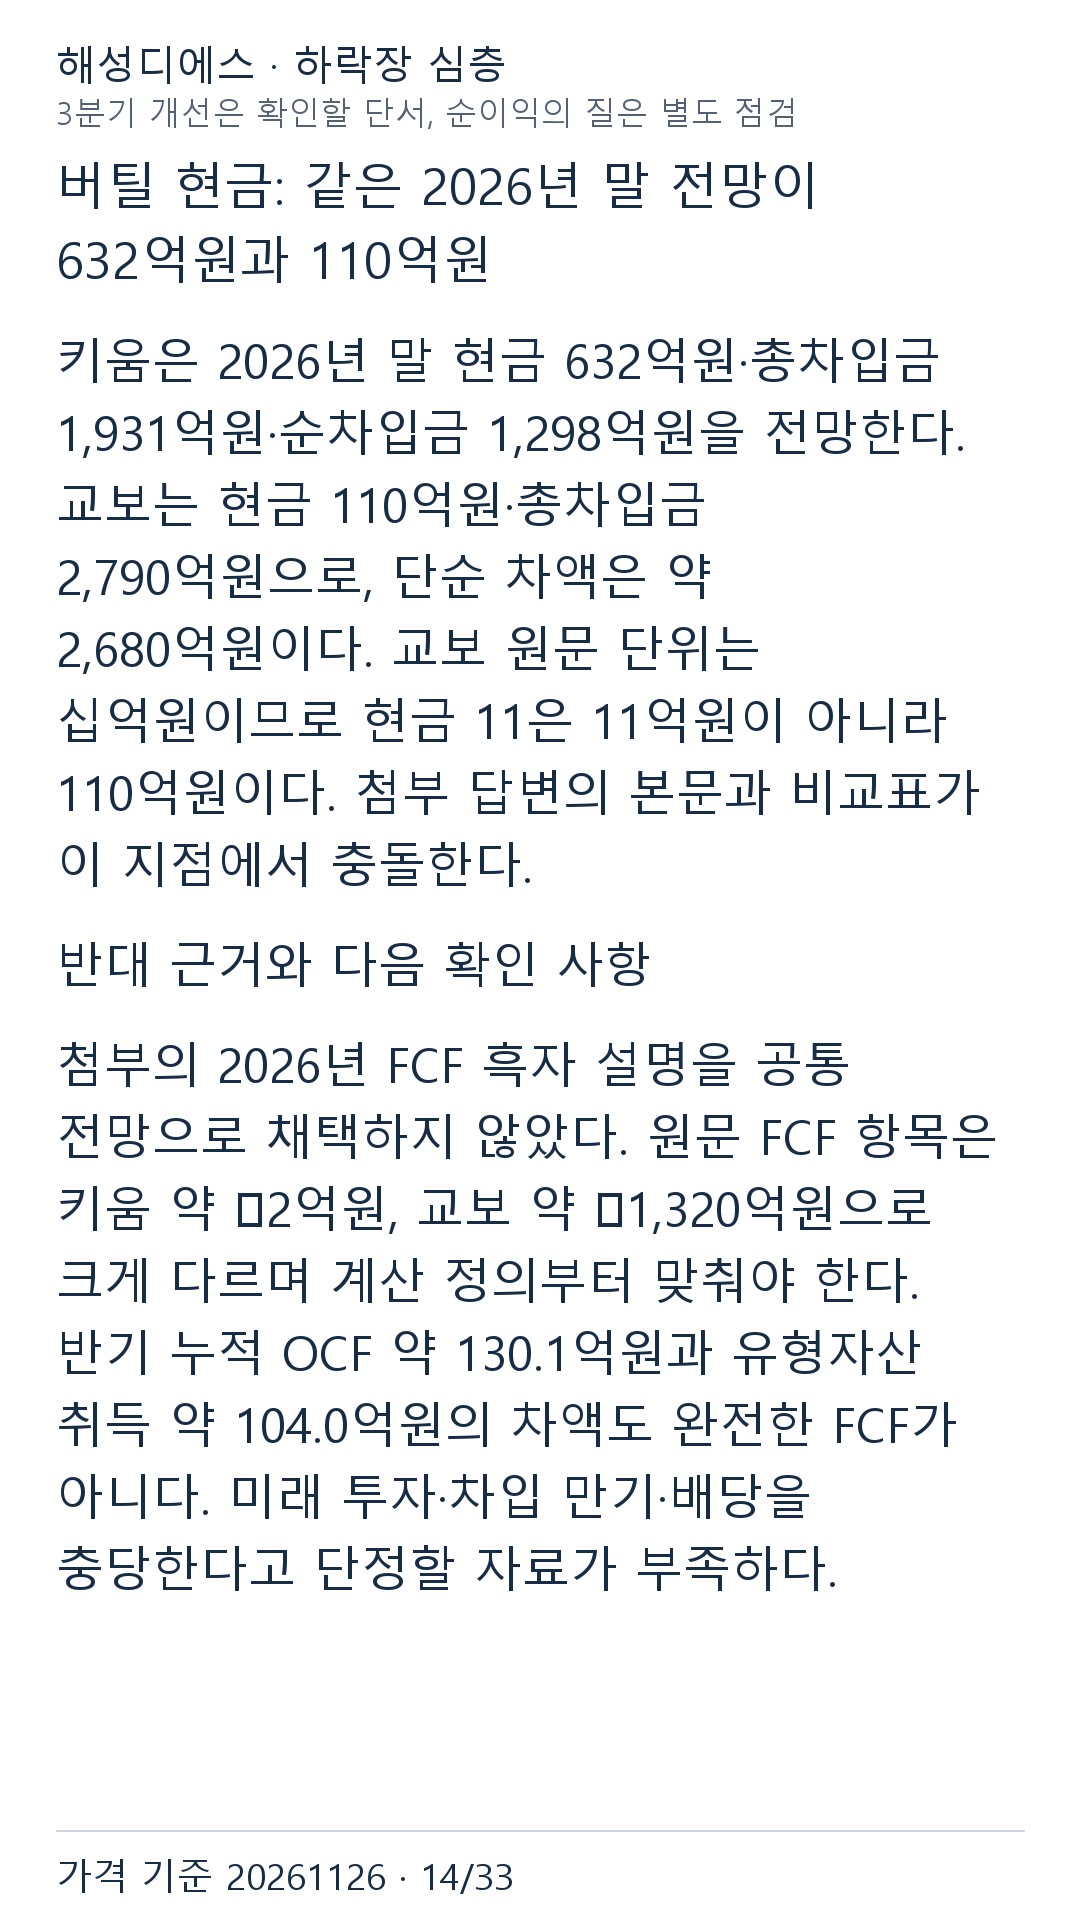 해성디에스 · 하락장 심층
3분기 개선은 확인할 단서, 순이익의 질은 별도 점검
버틸 현금: 같은 2026년 말 전망이
632억원과 110억원
키움은 2026년 말 현금 632억원·총차입금
1,931억원·순차입금 1,298억원을 전망한다.
교보는 현금 110억원·총차입금
2,790억원으로, 단순 차액은 약
2,680억원이다. 교보 원문 단위는
십억원이므로 현금 11은 11억원이 아니라
110억원이다. 첨부 답변의 본문과 비교표가
이 지점에서 충돌한다.
반대 근거와 다음 확인 사항
첨부의 2026년 FCF 흑자 설명을 공통
전망으로 채택하지 않았다. 원문 FCF 항목은
키움 약 □2억원, 교보 약 □1,320억원으로
크게 다르며 계산 정의부터 맞춰야 한다.
반기 누적 OCF 약 130.1억원과 유형자산
취득 약 104.0억원의 차액도 완전한 FCF가
아니다. 미래 투자·차입 만기·배당을
충당한다고 단정할 자료가 부족하다.
가격 기준 20261126 · 14/33